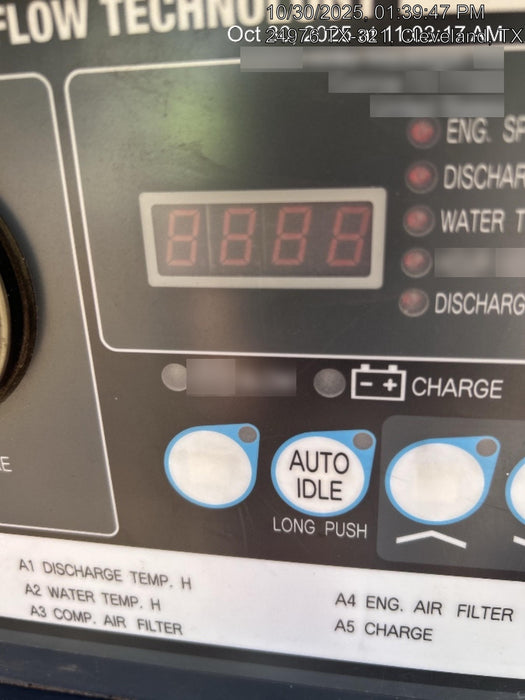 FLOW TECHNO
10/30/2025, 01:39:47 PM
ENG. SP
DISCHAR
WATER T
DISCHARG
8888
CHARGE
AUTO
IDLE
LONG PUSH
E
A1 DISCHARGE TEMP. H
A2 WATER TEMP. H
A3 COMP. AIR FILTER
A4 ENG. AIR FILTER
A5 CHARGE